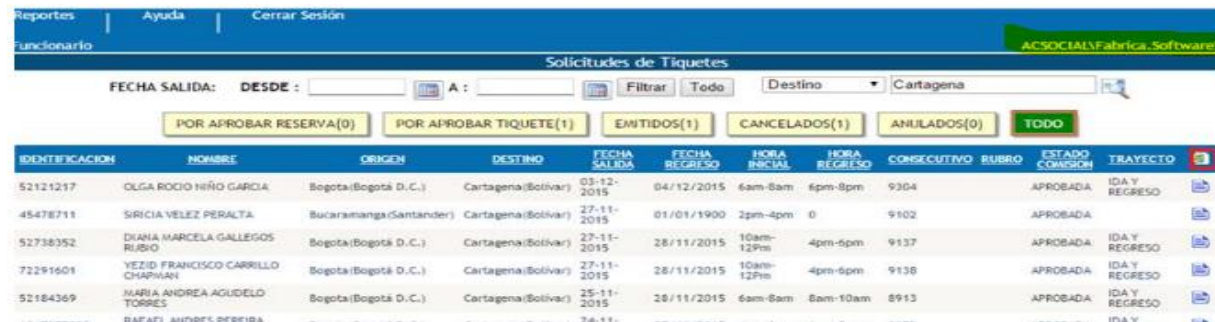 Reportes Ayuda Cerrar Sesión
Funcionario ACSOCIAL\Fabrica.Software
Solicitudes de Tiquetes
FECHA SALIDA: DESDE : A : Filtrar Todo Destino Cartagena
POR APROBAR RESERVA(0) POR APROBAR TIQUETE(1) EMITIDOS(1) CANCELADOS(1) ANULADOS(0) TODO
IDENTIFICACION NOMBRE ORIGEN DESTINO FECHA SALIDA FECHA REGRESO HORA INICIAL HORA REGRESO CONSECUTIVO RUBRO ESTADO COMISION TRAYECTO
52121217 OLGA ROCIO NIÑO GARCIA Bogota(Bogotá D.C.) Cartagena(Bolívar) 03-12-2015 04/12/2015 6am-8am 6pm-8pm 9304 APROBADA IDA Y REGRESO
45478711 SIRICIA VELEZ PERALTA Bucaramanga(Santander) Cartagena(Bolívar) 27-11-2015 01/01/1900 2pm-4pm 0 9102 APROBADA
52738352 DIANA MARCELA GALLEGOS RUBIO Bogota(Bogotá D.C.) Cartagena(Bolívar) 27-11-2015 28/11/2015 10am-12Pm 4pm-6pm 9137 APROBADA IDA Y REGRESO
72291601 YEZID FRANCISCO CARRILLO CHAPMAN Bogota(Bogotá D.C.) Cartagena(Bolívar) 27-11-2015 28/11/2015 10am-12Pm 4pm-6pm 9138 APROBADA IDA Y REGRESO
52184369 MARIA ANDREA AGUDELO TORRES Bogota(Bogotá D.C.) Cartagena(Bolívar) 25-11-2015 28/11/2015 6am-8am 8am-10am 8913 APROBADA IDA Y REGRESO
RAFAEL ANDRES PEREIRA 24-11- IDA Y